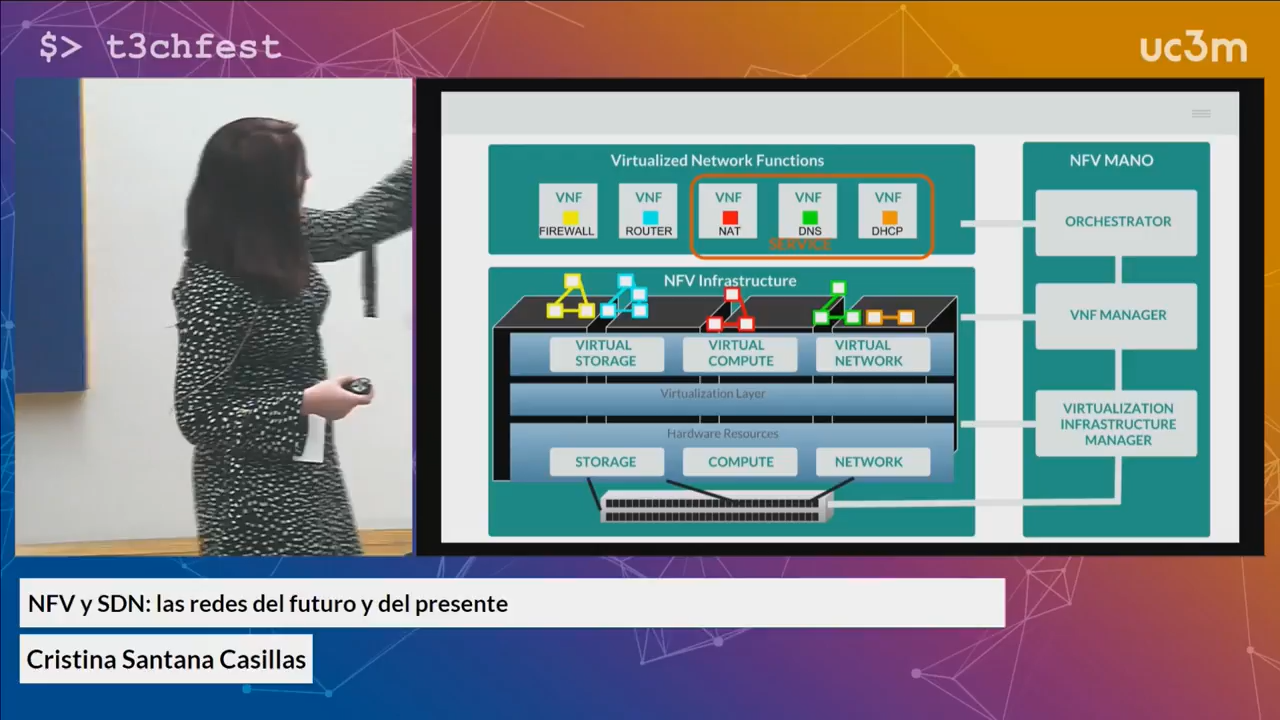 $> t3chfest
uc3m
Virtualized Network Functions
VNF
FIREWALL
VNF
ROUTER
VNF
NAT
VNF
DNS
VNF
DHCP
SERVICE
NFV Infrastructure
VIRTUAL
STORAGE
VIRTUAL
COMPUTE
VIRTUAL
NETWORK
Virtualization Layer
Hardware Resources
STORAGE
COMPUTE
NETWORK
NFV MANO
ORCHESTRATOR
VNF MANAGER
VIRTUALIZATION
INFRASTRUCTURE
MANAGER
NFV y SDN: las redes del futuro y del presente
Cristina Santana Casillas